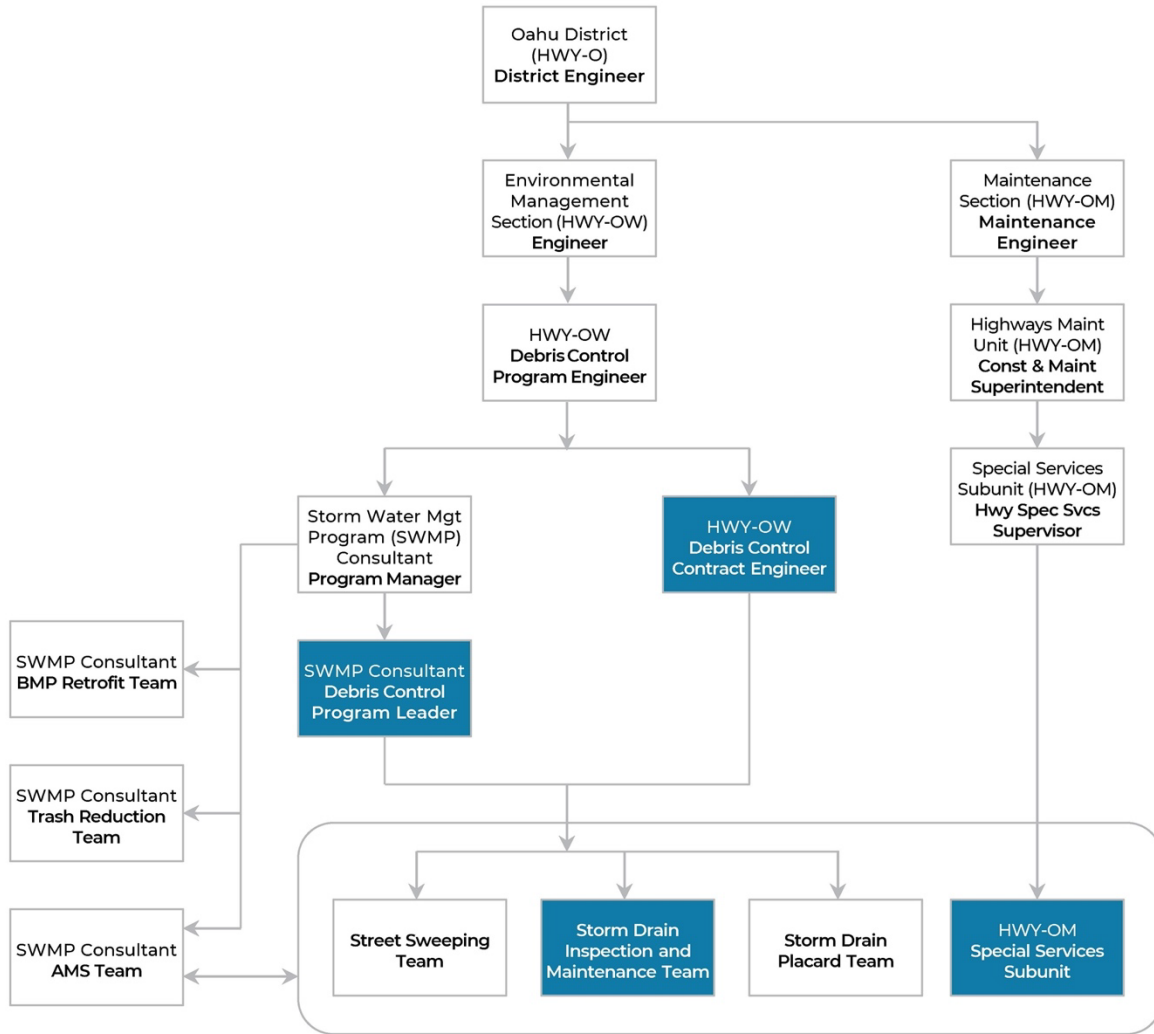 Oahu District
(HWY-O)
District Engineer
Environmental
Management
Section (HWY-OW)
Engineer
Maintenance
Section (HWY-OM)
Maintenance
Engineer
HWY-OW
Debris Control
Program Engineer
Highways Maint
Unit (HWY-OM)
Const & Maint
Superintendent
Storm Water Mgt
Program (SWMP)
Consultant
Program Manager
HWY-OW
Debris Control
Contract Engineer
Special Services
Subunit (HWY-OM)
Hwy Spec Svcs
Supervisor
SWMP Consultant
BMP Retrofit Team
SWMP Consultant
Debris Control
Program Leader
SWMP Consultant
Trash Reduction
Team
SWMP Consultant
AMS Team
Street Sweeping
Team
Storm Drain
Inspection and
Maintenance Team
Storm Drain
Placard Team
HWY-OM
Special Services
Subunit